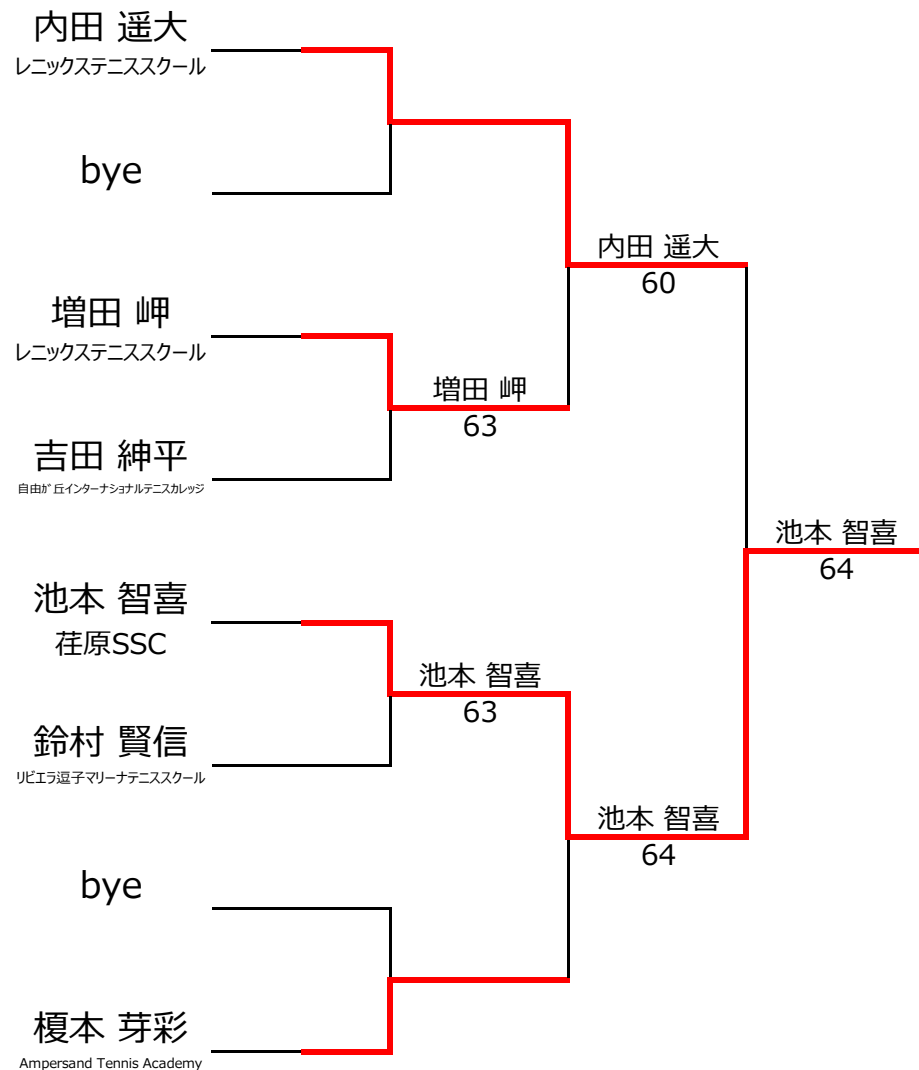 内田 遥大
レニックステニススクール
bye
増田 岬
レニックステニススクール
吉田 紳平
自由ガ丘インターナショナルテニスカレッジ
池本 智喜
荏原SSC
鈴村 賢信
リビエラ逗子マリーナテニススクール
bye
榎本 芽彩
Ampersand Tennis Academy
増田 岬
63
池本 智喜
63
内田 遥大
60
池本 智喜
64
池本 智喜
64